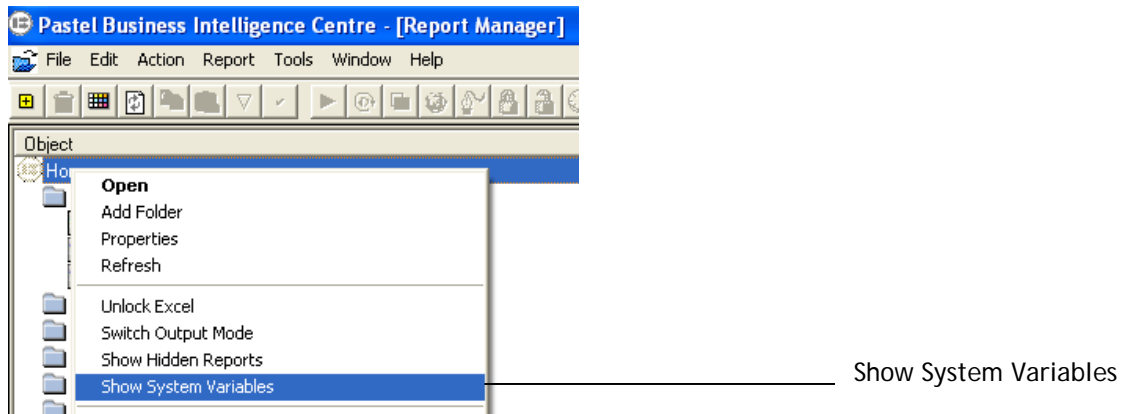 Pastel Business Intelligence Centre - [Report Manager]
File Edit Action Report Tools Window Help
Object
Open
Add Folder
Properties
Refresh
Unlock Excel
Switch Output Mode
Show Hidden Reports
Show System Variables
Show System Variables